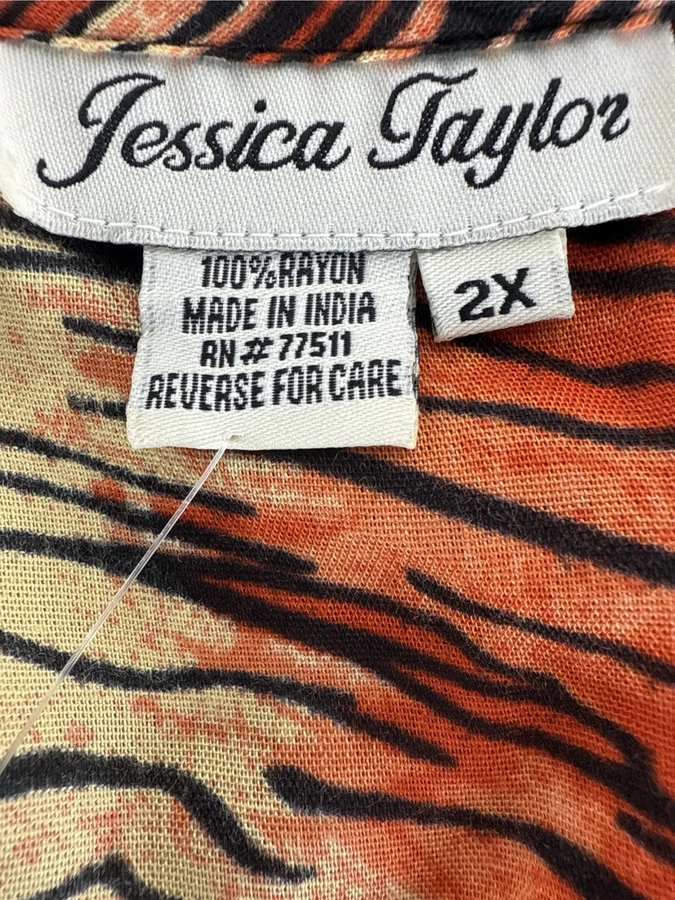 Jessica Taylor
100% RAYON
2X
MADE IN INDIA
RN # 77511
REVERSE FOR CARE